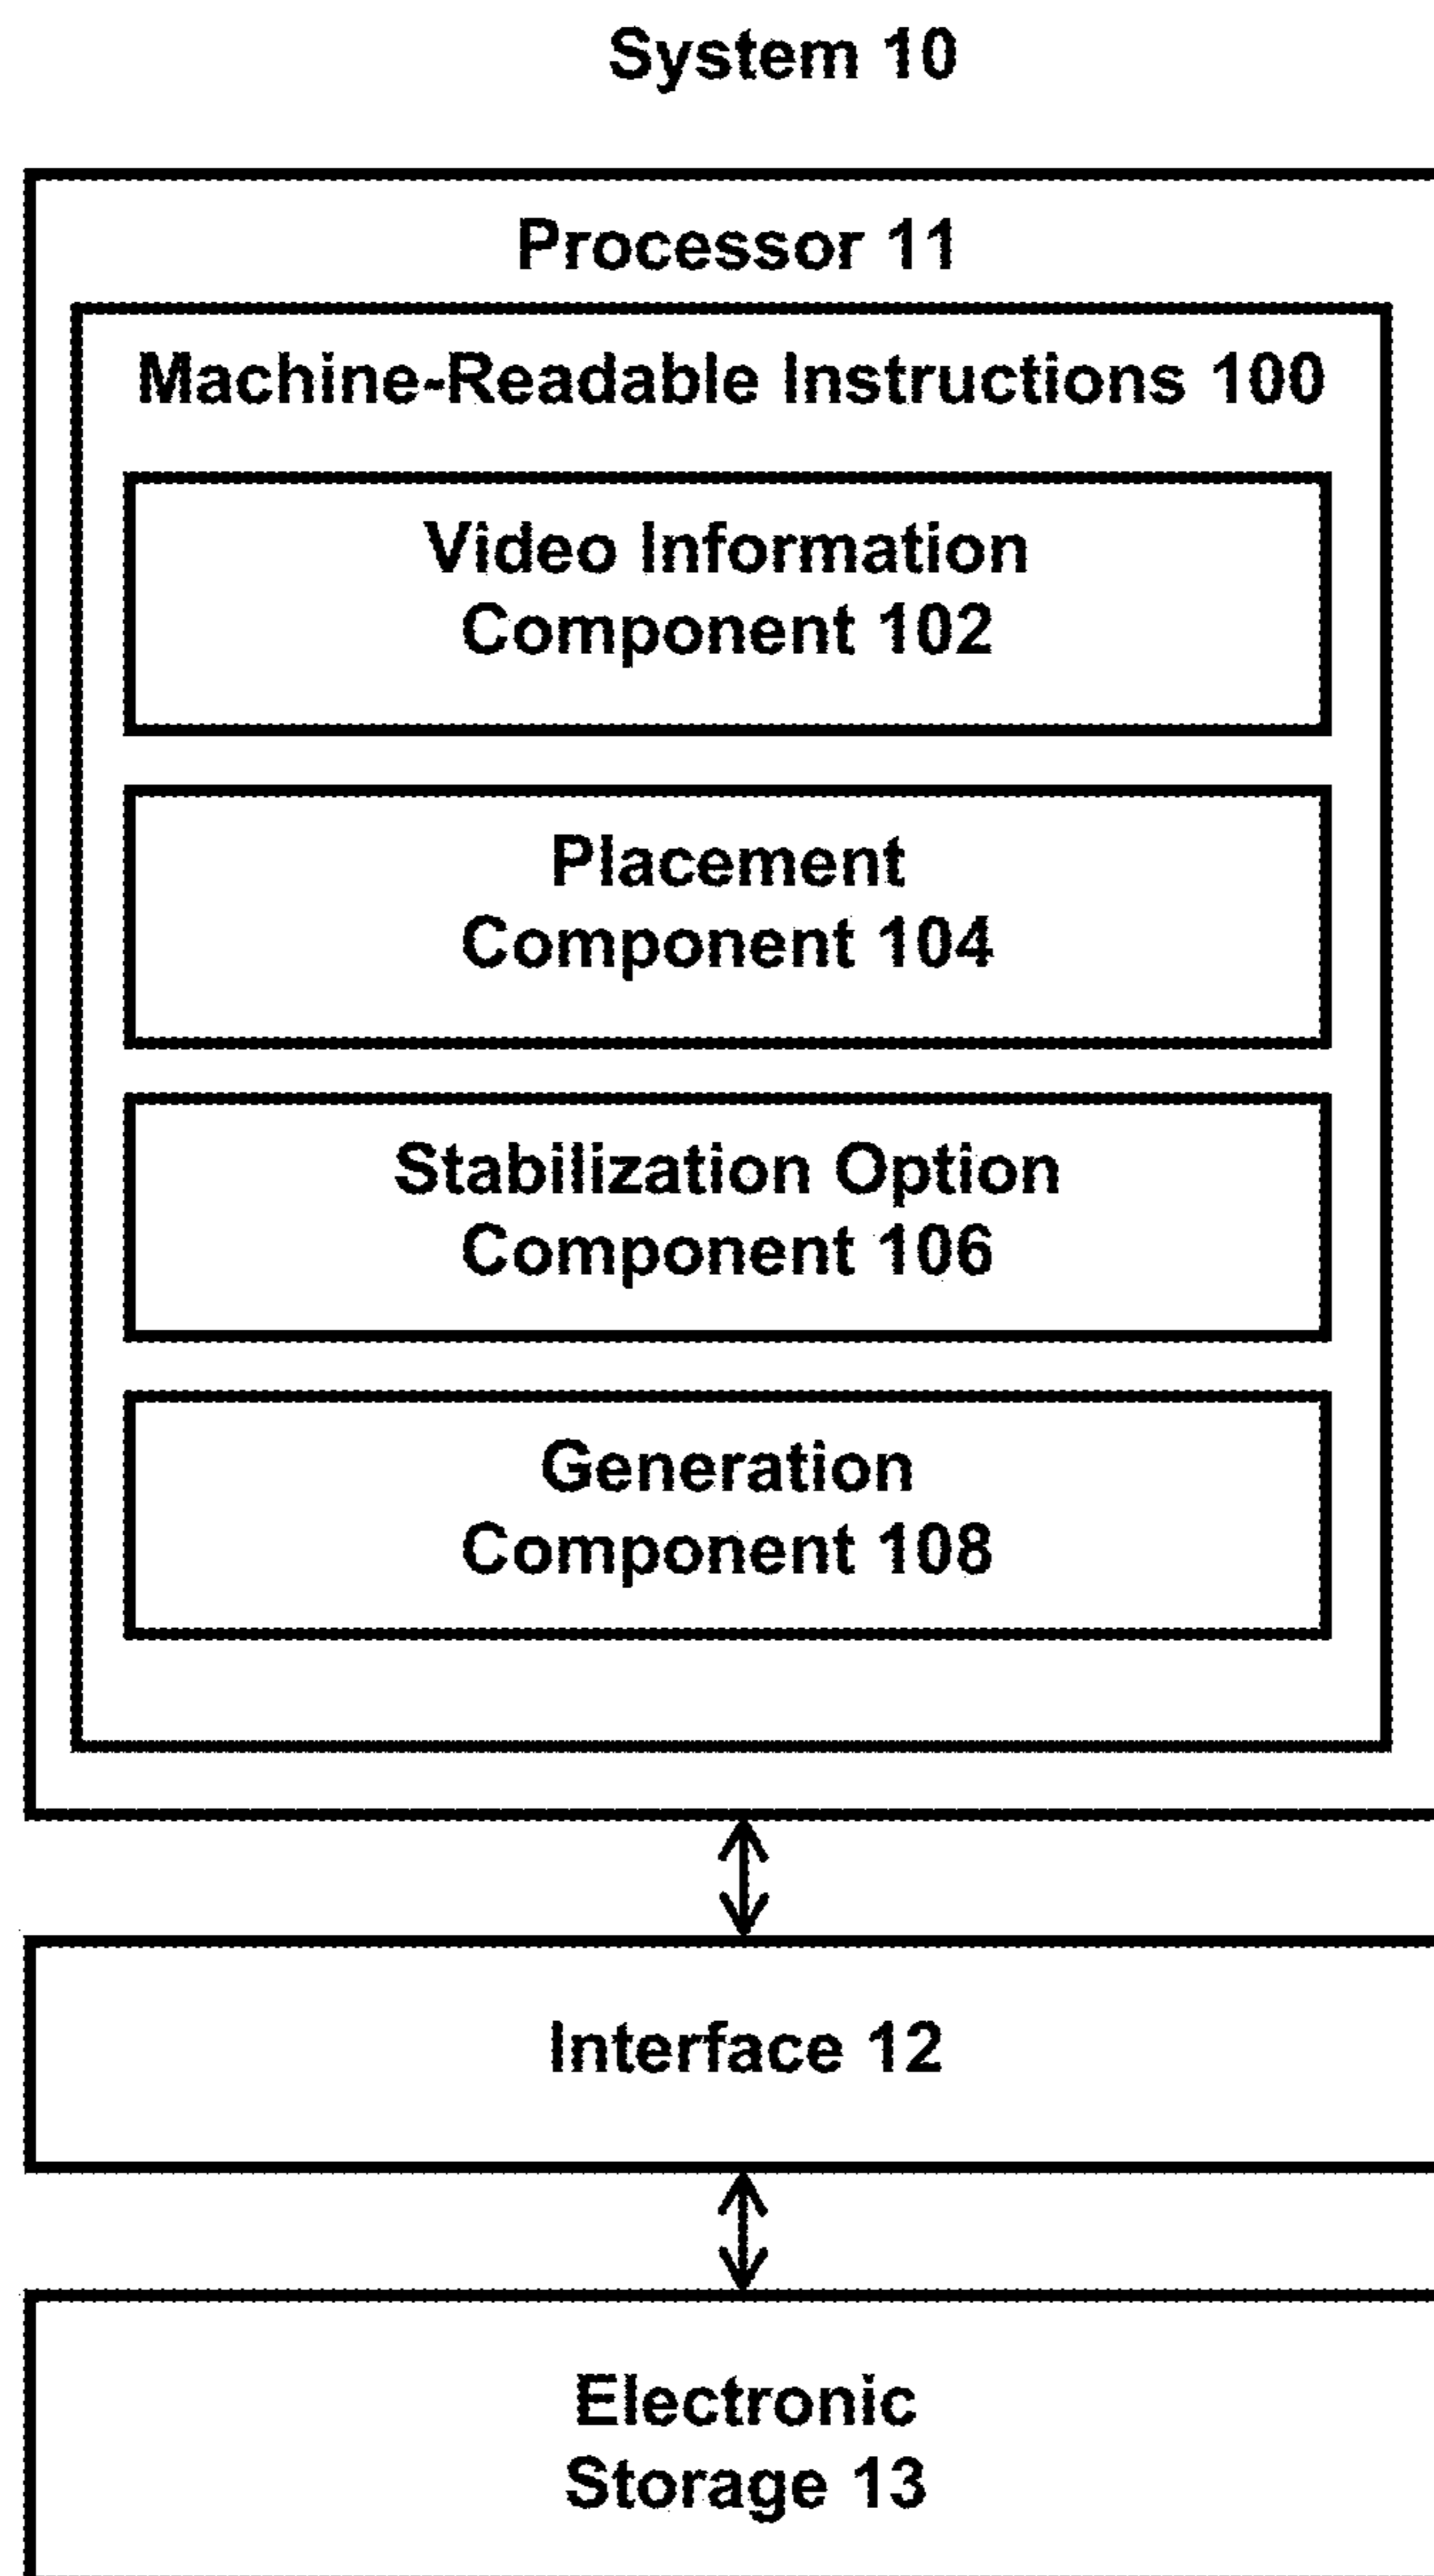 System 10
Processor 11
Machine-Readable Instructions 100
Video Information
Component 102
Placement
Component 104
Stabilization Option
Component 106
Generation
Component 108
Interface 12
Electronic
Storage 13